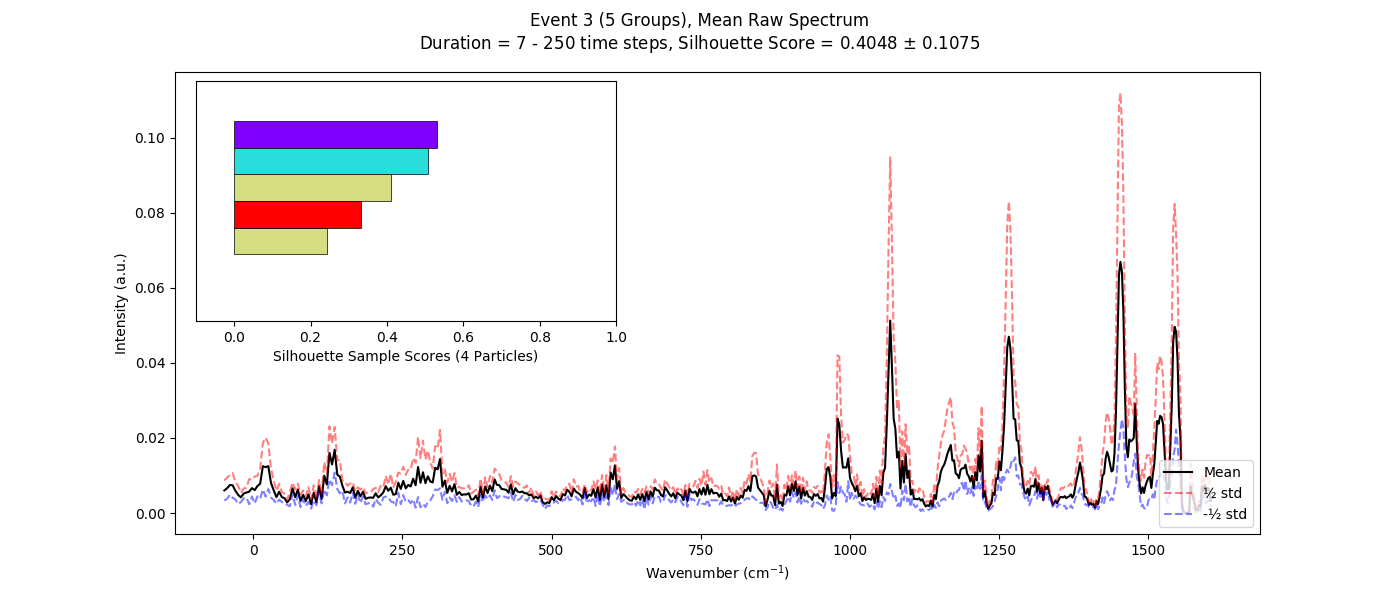 Event 3 (5 Groups), Mean Raw Spectrum
Duration = 7 - 250 time steps, Silhouette Score = 0.4048 ± 0.1075
Intensity (a.u.)
0.10
0.08
0.06
0.04
0.02
0.00
0.0 0.2 0.4 0.6 0.8 1.0
Silhouette Sample Scores (4 Particles)
Mean
½ std
-½ std
0 250 500 750 1000 1250 1500
Wavenumber (cm⁻¹)